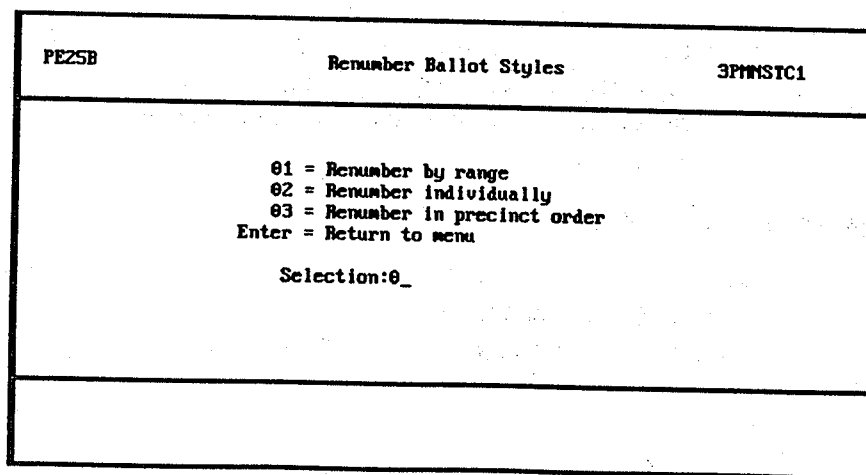 PE25B Renumber Ballot Styles 3PMNSTC1
01 = Renumber by range
02 = Renumber individually
03 = Renumber in precinct order
Enter = Return to menu
Selection:0_